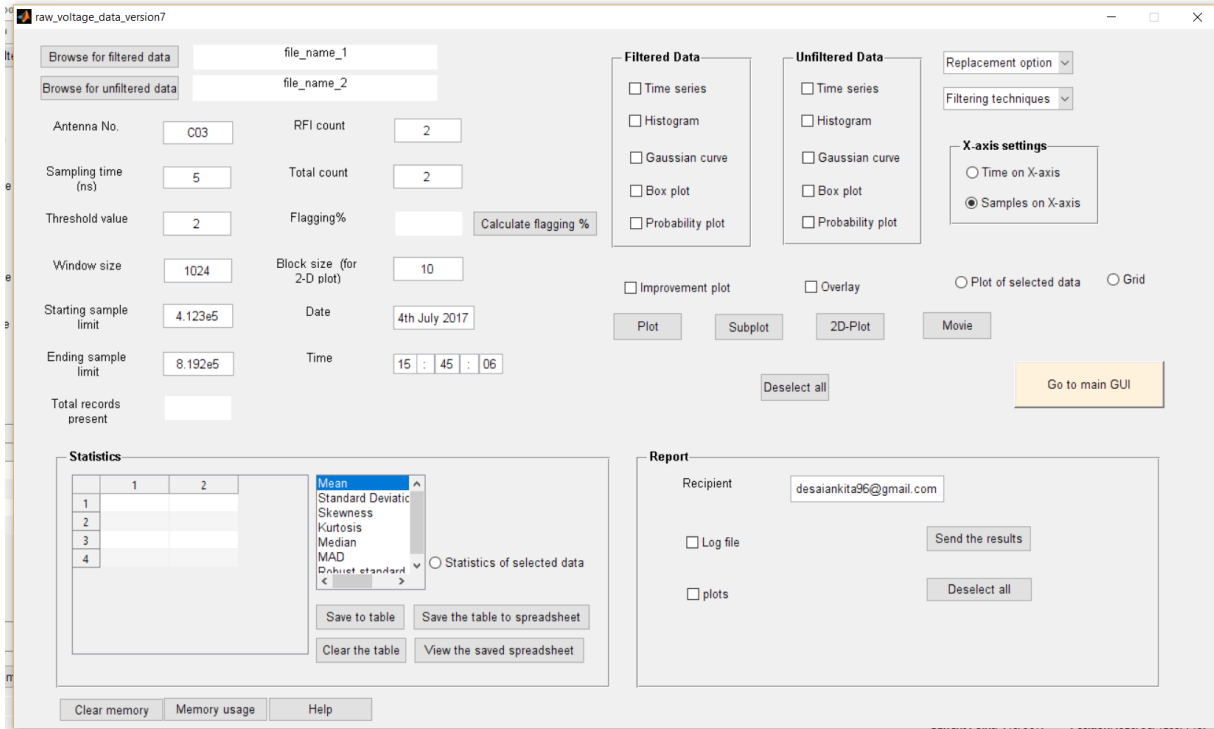 raw_voltage_data_version7
Browse for filtered data
file_name_1
Browse for unfiltered data
file_name_2
Antenna No.
C03
RFI count
2
Sampling time
(ns)
5
Total count
2
Threshold value
2
Flagging%
Calculate flagging %
Window size
1024
Block size (for
2-D plot)
10
Starting sample
limit
4.123e5
Date
4th July 2017
Ending sample
limit
8.192e5
Time
15 : 45 : 06
Total records
present
Filtered Data
Time series
Histogram
Gaussian curve
Box plot
Probability plot
Unfiltered Data
Time series
Histogram
Gaussian curve
Box plot
Probability plot
Replacement option
Filtering techniques
X-axis settings
Time on X-axis
Samples on X-axis
Improvement plot
Overlay
Plot of selected data
Grid
Plot
Subplot
2D-Plot
Movie
Deselect all
Go to main GUI
Statistics
1 2
1
2
3
4
Mean
Standard Deviatic
Skewness
Kurtosis
Median
MAD
Robust standard
Statistics of selected data
Save to table
Save the table to spreadsheet
Clear the table
View the saved spreadsheet
Report
Recipient
desaiankita96@gmail.com
Log file
Send the results
plots
Deselect all
Clear memory
Memory usage
Help